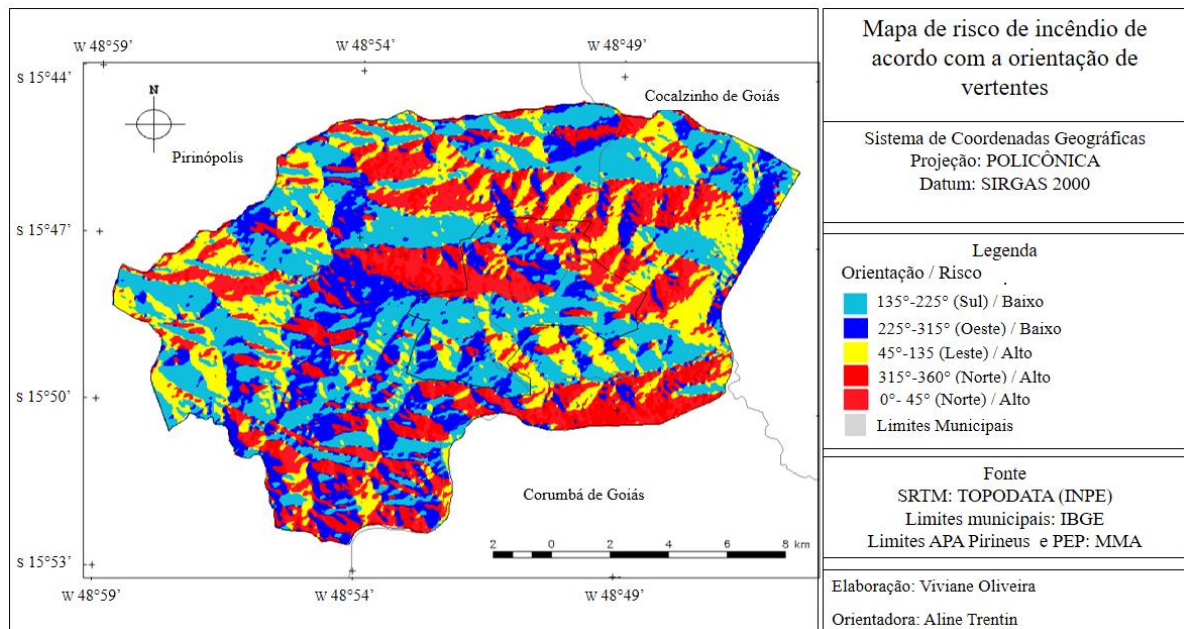 W 48°59’
W 48°54’
W 48°49’
S 15°44’
N
Cocalzinho de Goiás
Pirinópolis
S 15°47’
S 15°50’
Corumbá de Goiás
2 0 2 4 6 8 km
S 15°53’
W 48°59’
W 48°54’
W 48°49’
Mapa de risco de incêndio de
acordo com a orientação de
vertentes
Sistema de Coordenadas Geográficas
Projeção: POLICÔNICA
Datum: SIRGAS 2000
Legenda
Orientação / Risco
135°-225° (Sul) / Baixo
225°-315° (Oeste) / Baixo
45°-135 (Leste) / Alto
315°-360° (Norte) / Alto
0°- 45° (Norte) / Alto
Limites Municipais
Fonte
SRTM: TOPODATA (INPE)
Limites municipais: IBGE
Limites APA Pirineus e PEP: MMA
Elaboração: Viviane Oliveira
Orientadora: Aline Trentin